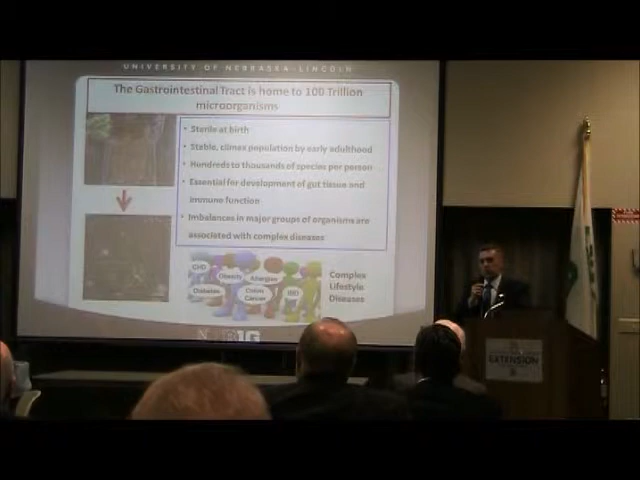 UNIVERSITY OF NEBRASKA-LINCOLN
The Gastrointestinal Tract is home to 100 Trillion
microorganisms
• Sterile at birth
• Stable, climax population by early adulthood
• Hundreds to thousands of species per person
• Essential for development of gut tissue and
immune function
• Imbalances in major groups of organisms are
associated with complex diseases
CHD
Obesity
Allergies
Diabetes
Colon
Cancer
IBD
Complex
Lifestyle
Diseases
EXTENSION